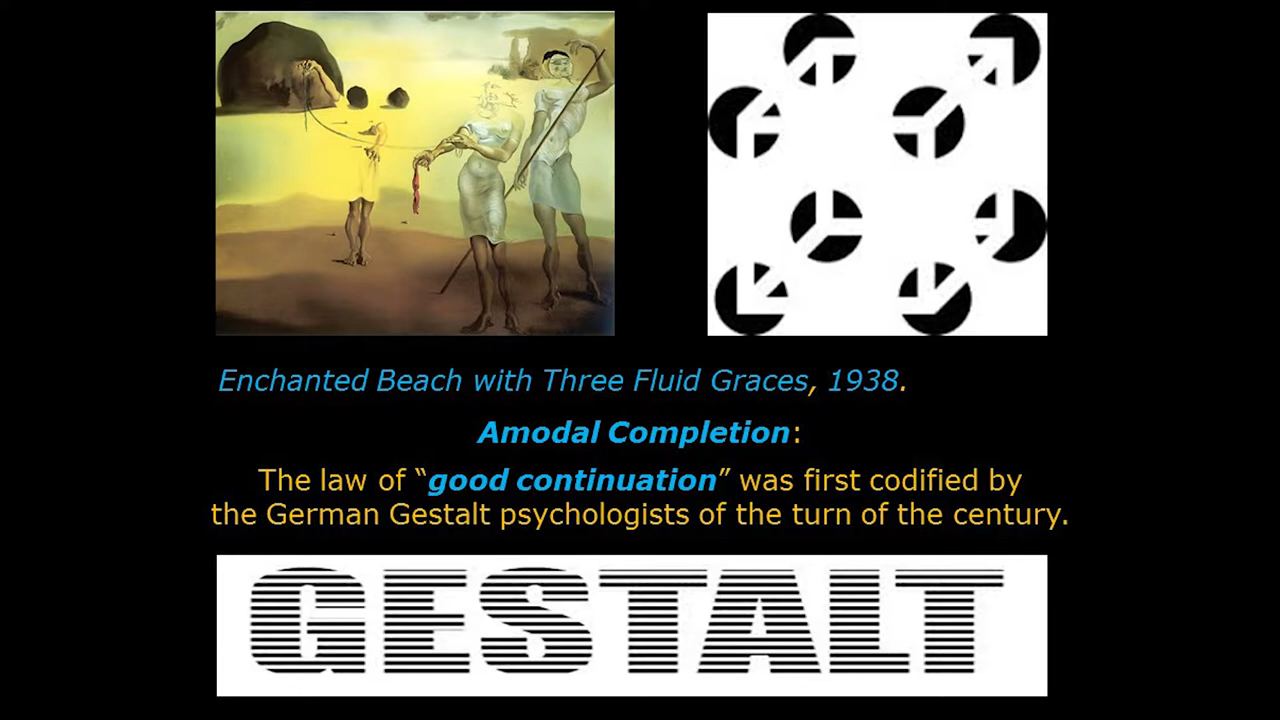 Enchanted Beach with Three Fluid Graces, 1938.
Amodal Completion:
The law of “good continuation” was first codified by
the German Gestalt psychologists of the turn of the century.
GESTALT